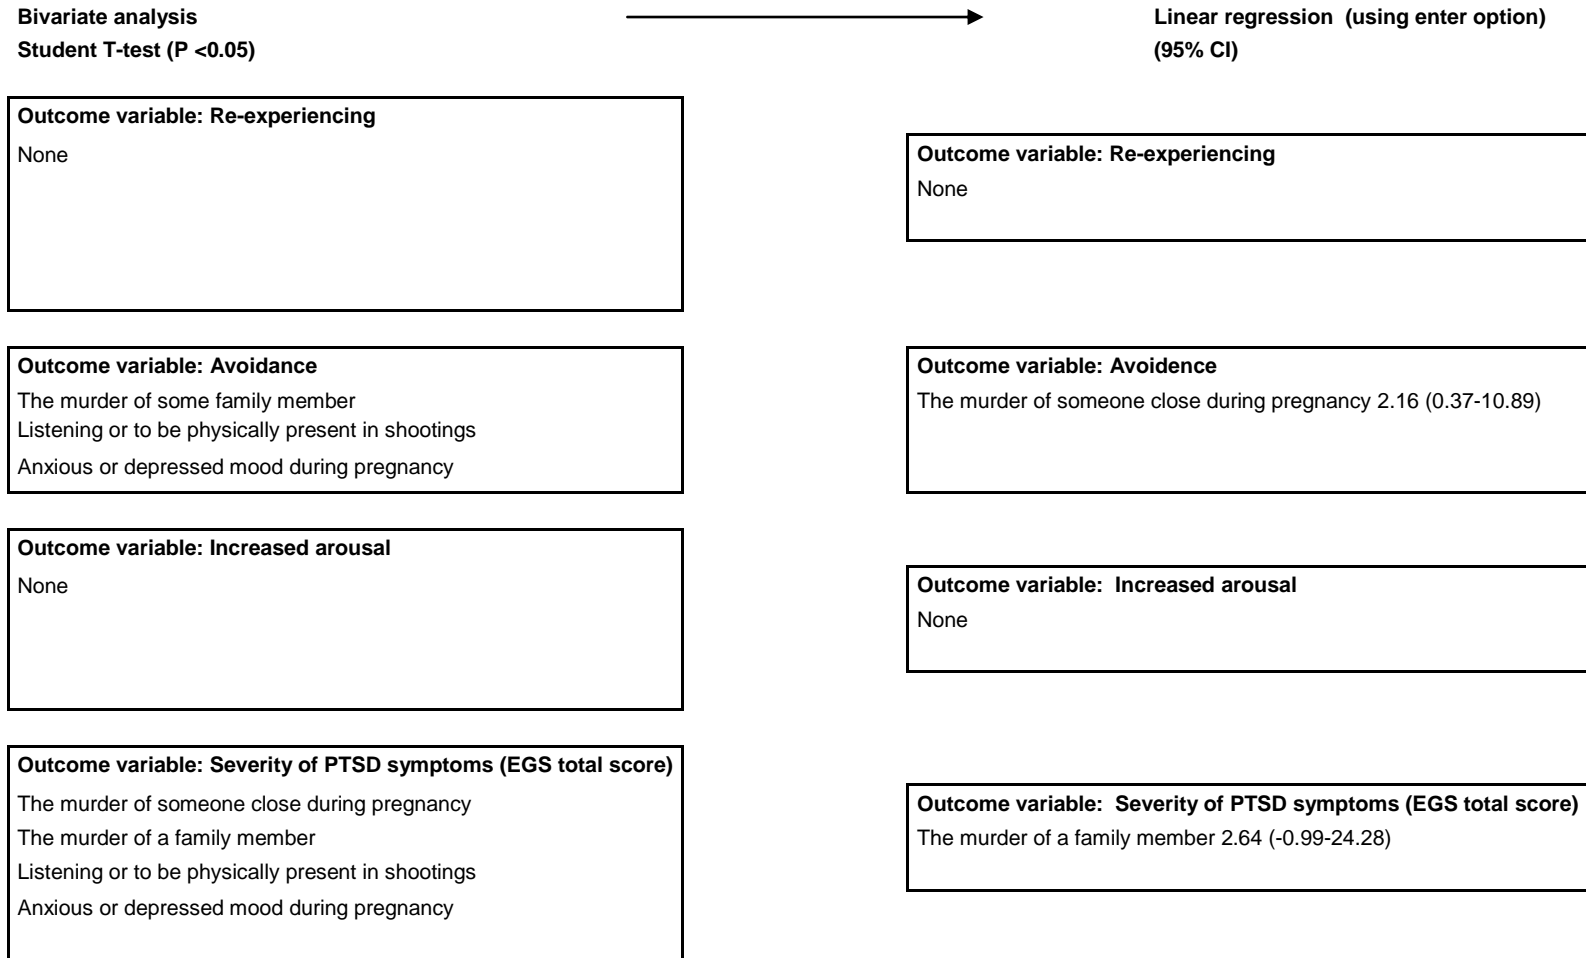 Bivariate analysis
Student T-test (P <0.05)
Linear regression (using enter option)
(95% CI)
Outcome variable: Re-experiencing
None
Outcome variable: Re-experiencing
None
Outcome variable: Avoidance
The murder of some family member
Listening or to be physically present in shootings
Anxious or depressed mood during pregnancy
Outcome variable: Avoidence
The murder of someone close during pregnancy 2.16 (0.37-10.89)
Outcome variable: Increased arousal
None
Outcome variable: Increased arousal
None
Outcome variable: Severity of PTSD symptoms (EGS total score)
The murder of someone close during pregnancy
The murder of a family member
Listening or to be physically present in shootings
Anxious or depressed mood during pregnancy
Outcome variable: Severity of PTSD symptoms (EGS total score)
The murder of a family member 2.64 (-0.99-24.28)